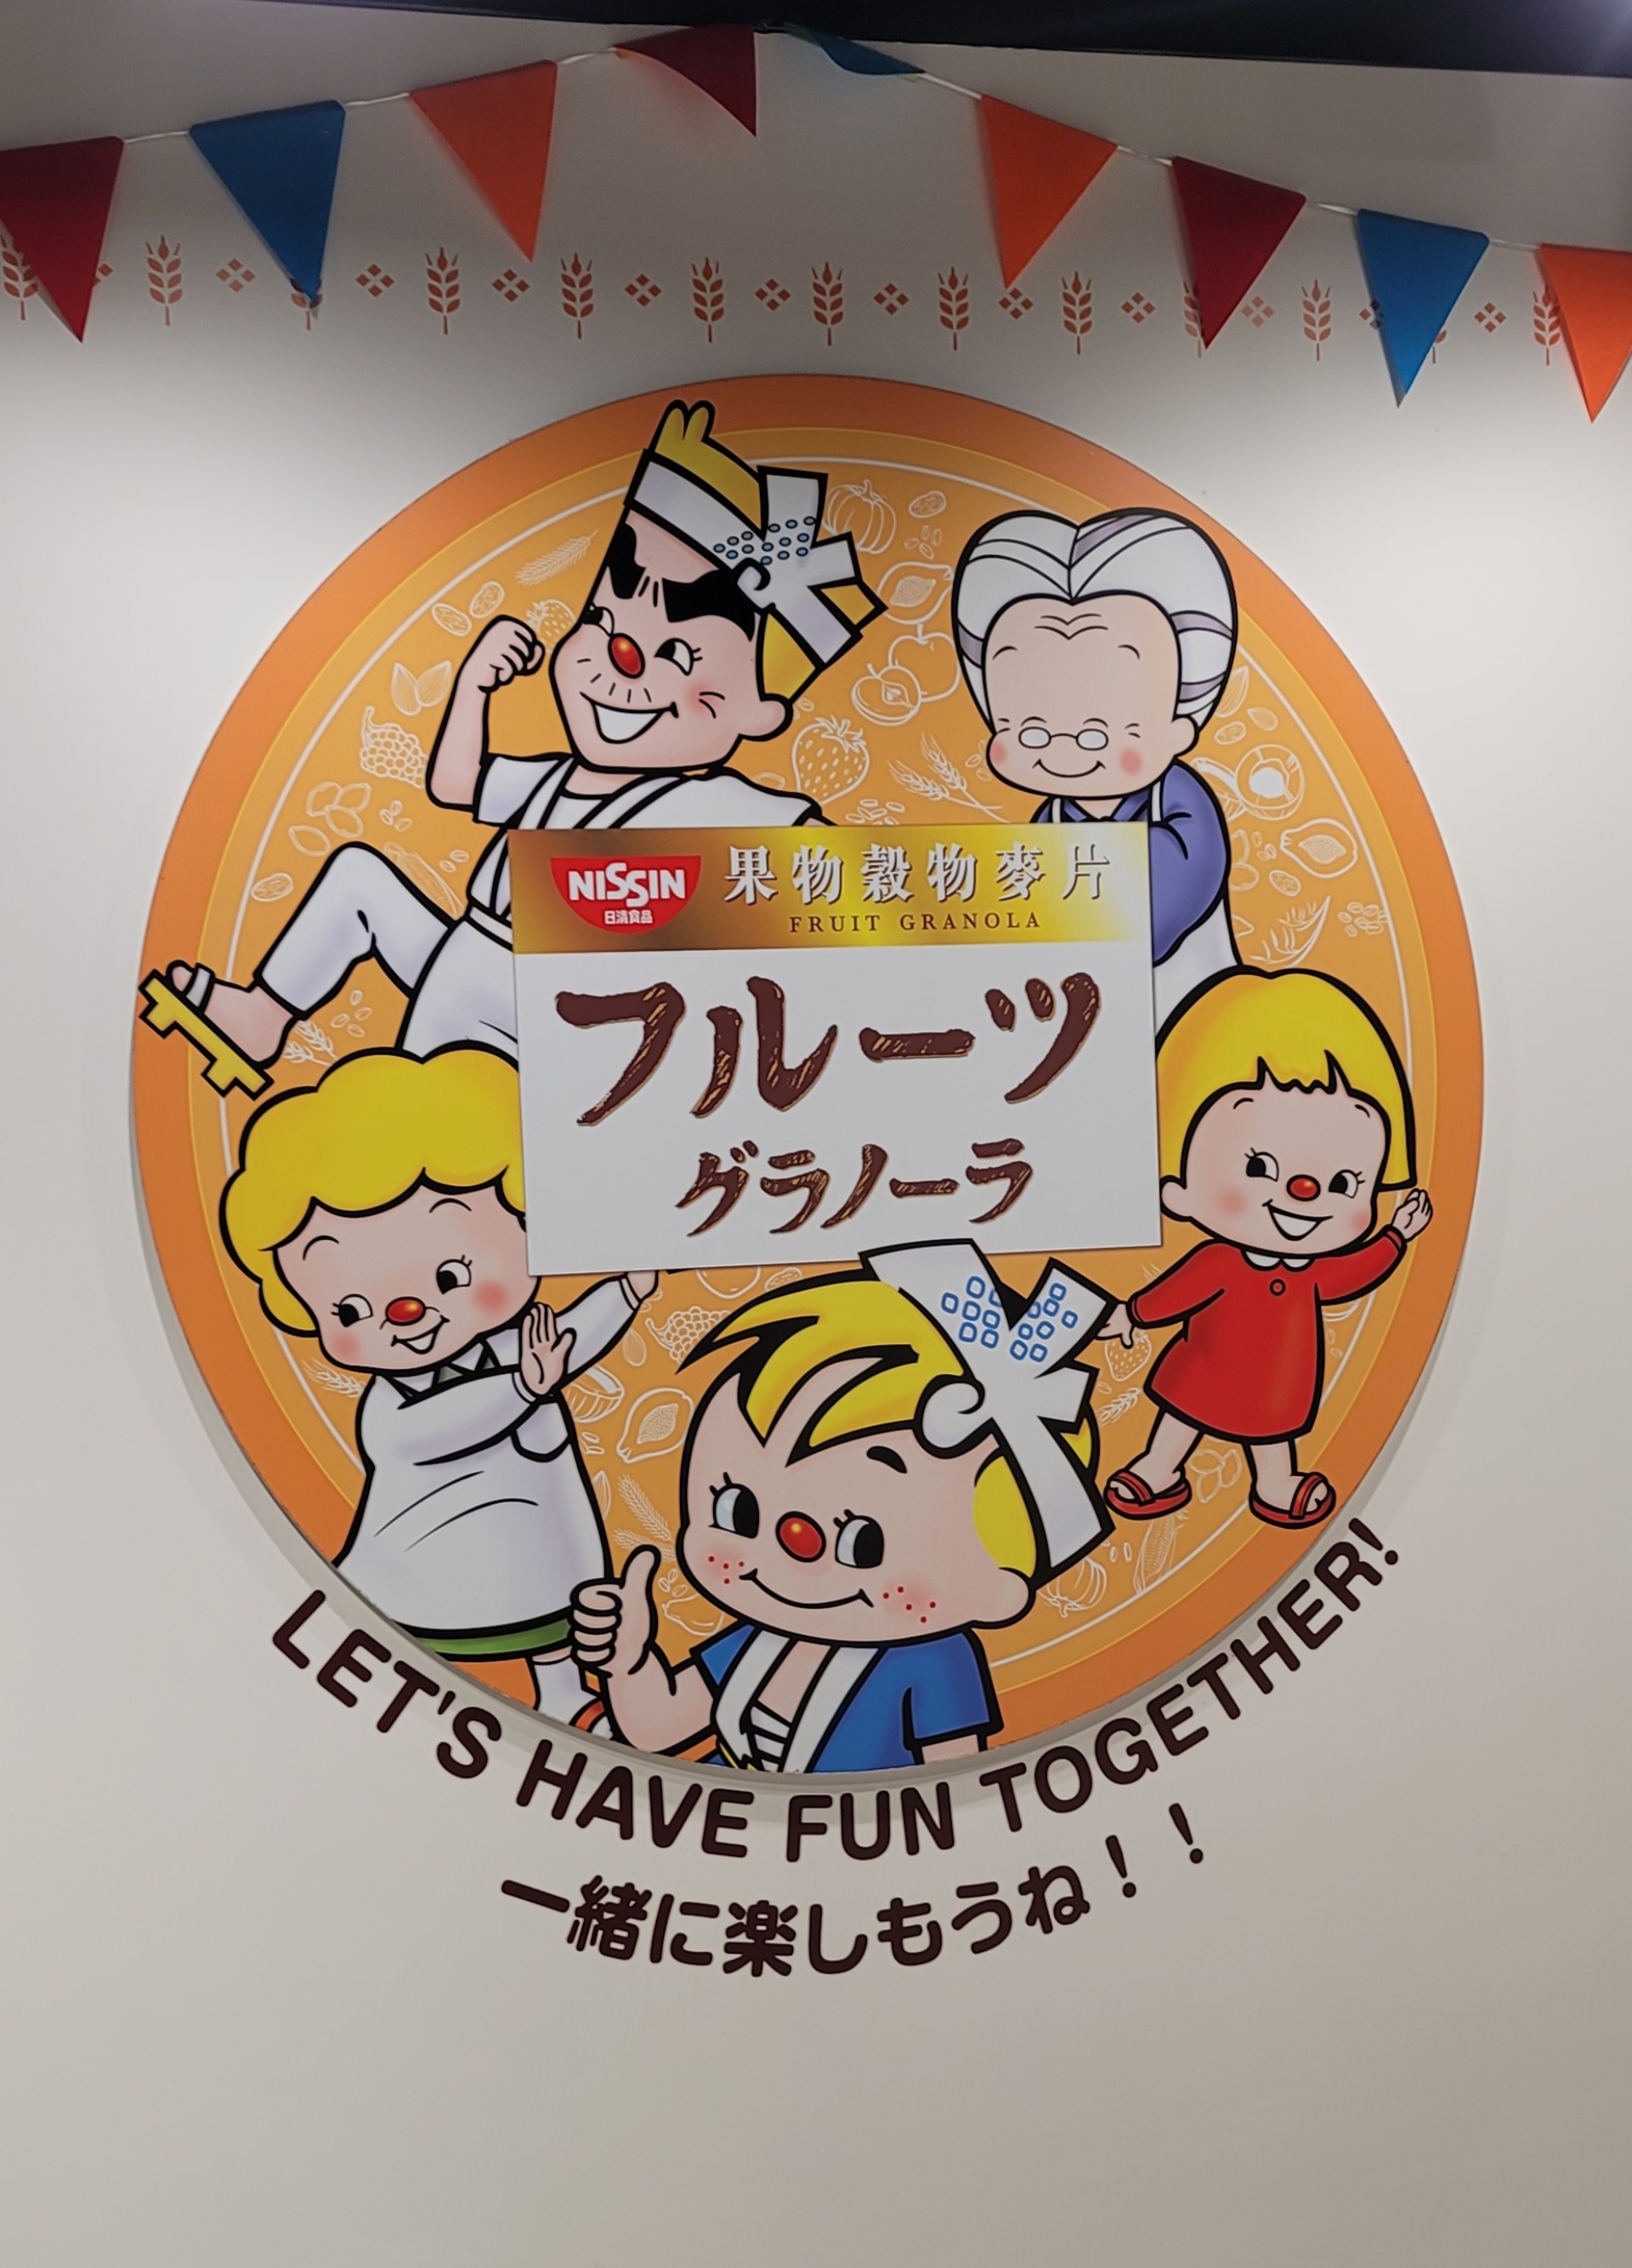 NISSIN
日清食品
果物穀物麥片
FRUIT GRANOLA
フルーツ
グラノーラ
LET'S HAVE FUN TOGETHER!
一緒に楽しもうね！！